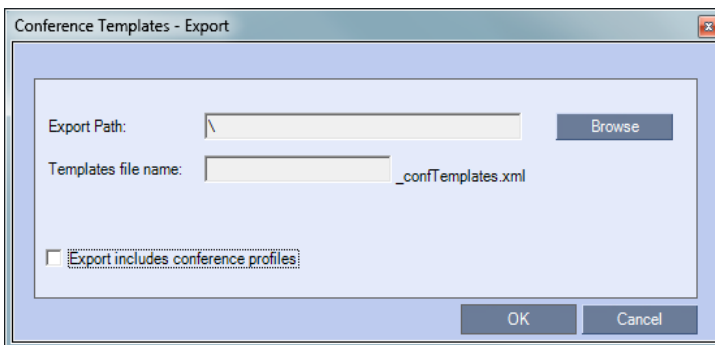 Conference Templates - Export
Export Path:
\
Browse
Templates file name:
_confTemplates.xml
Export includes conference profiles
OK
Cancel